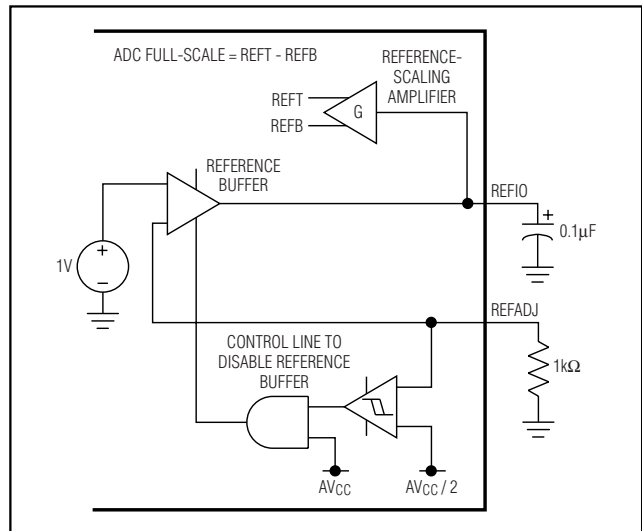 ADC FULL-SCALE = REFT - REFB
REFERENCE-
SCALING
AMPLIFIER
REFT
REFB
G
REFERENCE
BUFFER
REFIO
+
0.1µF
1V
+
−
REFADJ
CONTROL LINE TO
DISABLE REFERENCE
BUFFER
1kΩ
AVCC
AVCC / 2